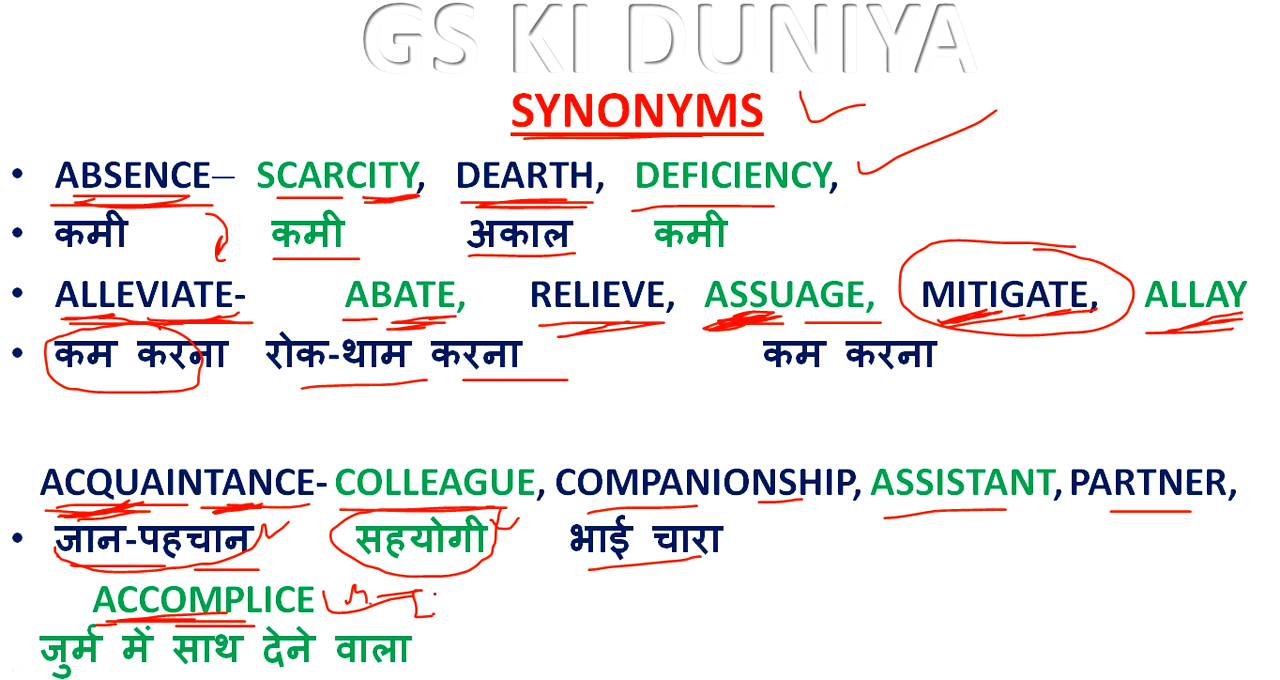 GS KI DUNIYA
SYNONYMS
• ABSENCE– SCARCITY, DEARTH, DEFICIENCY,
• कमी कमी अकाल कमी
• ALLEVIATE- ABATE, RELIEVE, ASSUAGE, MITIGATE, ALLAY
• कम करना रोक-थाम करना कम करना
ACQUAINTANCE- COLLEAGUE, COMPANIONSHIP, ASSISTANT, PARTNER,
• जान-पहचान सहयोगी भाई चारा
ACCOMPLICE
जुर्म में साथ देने वाला